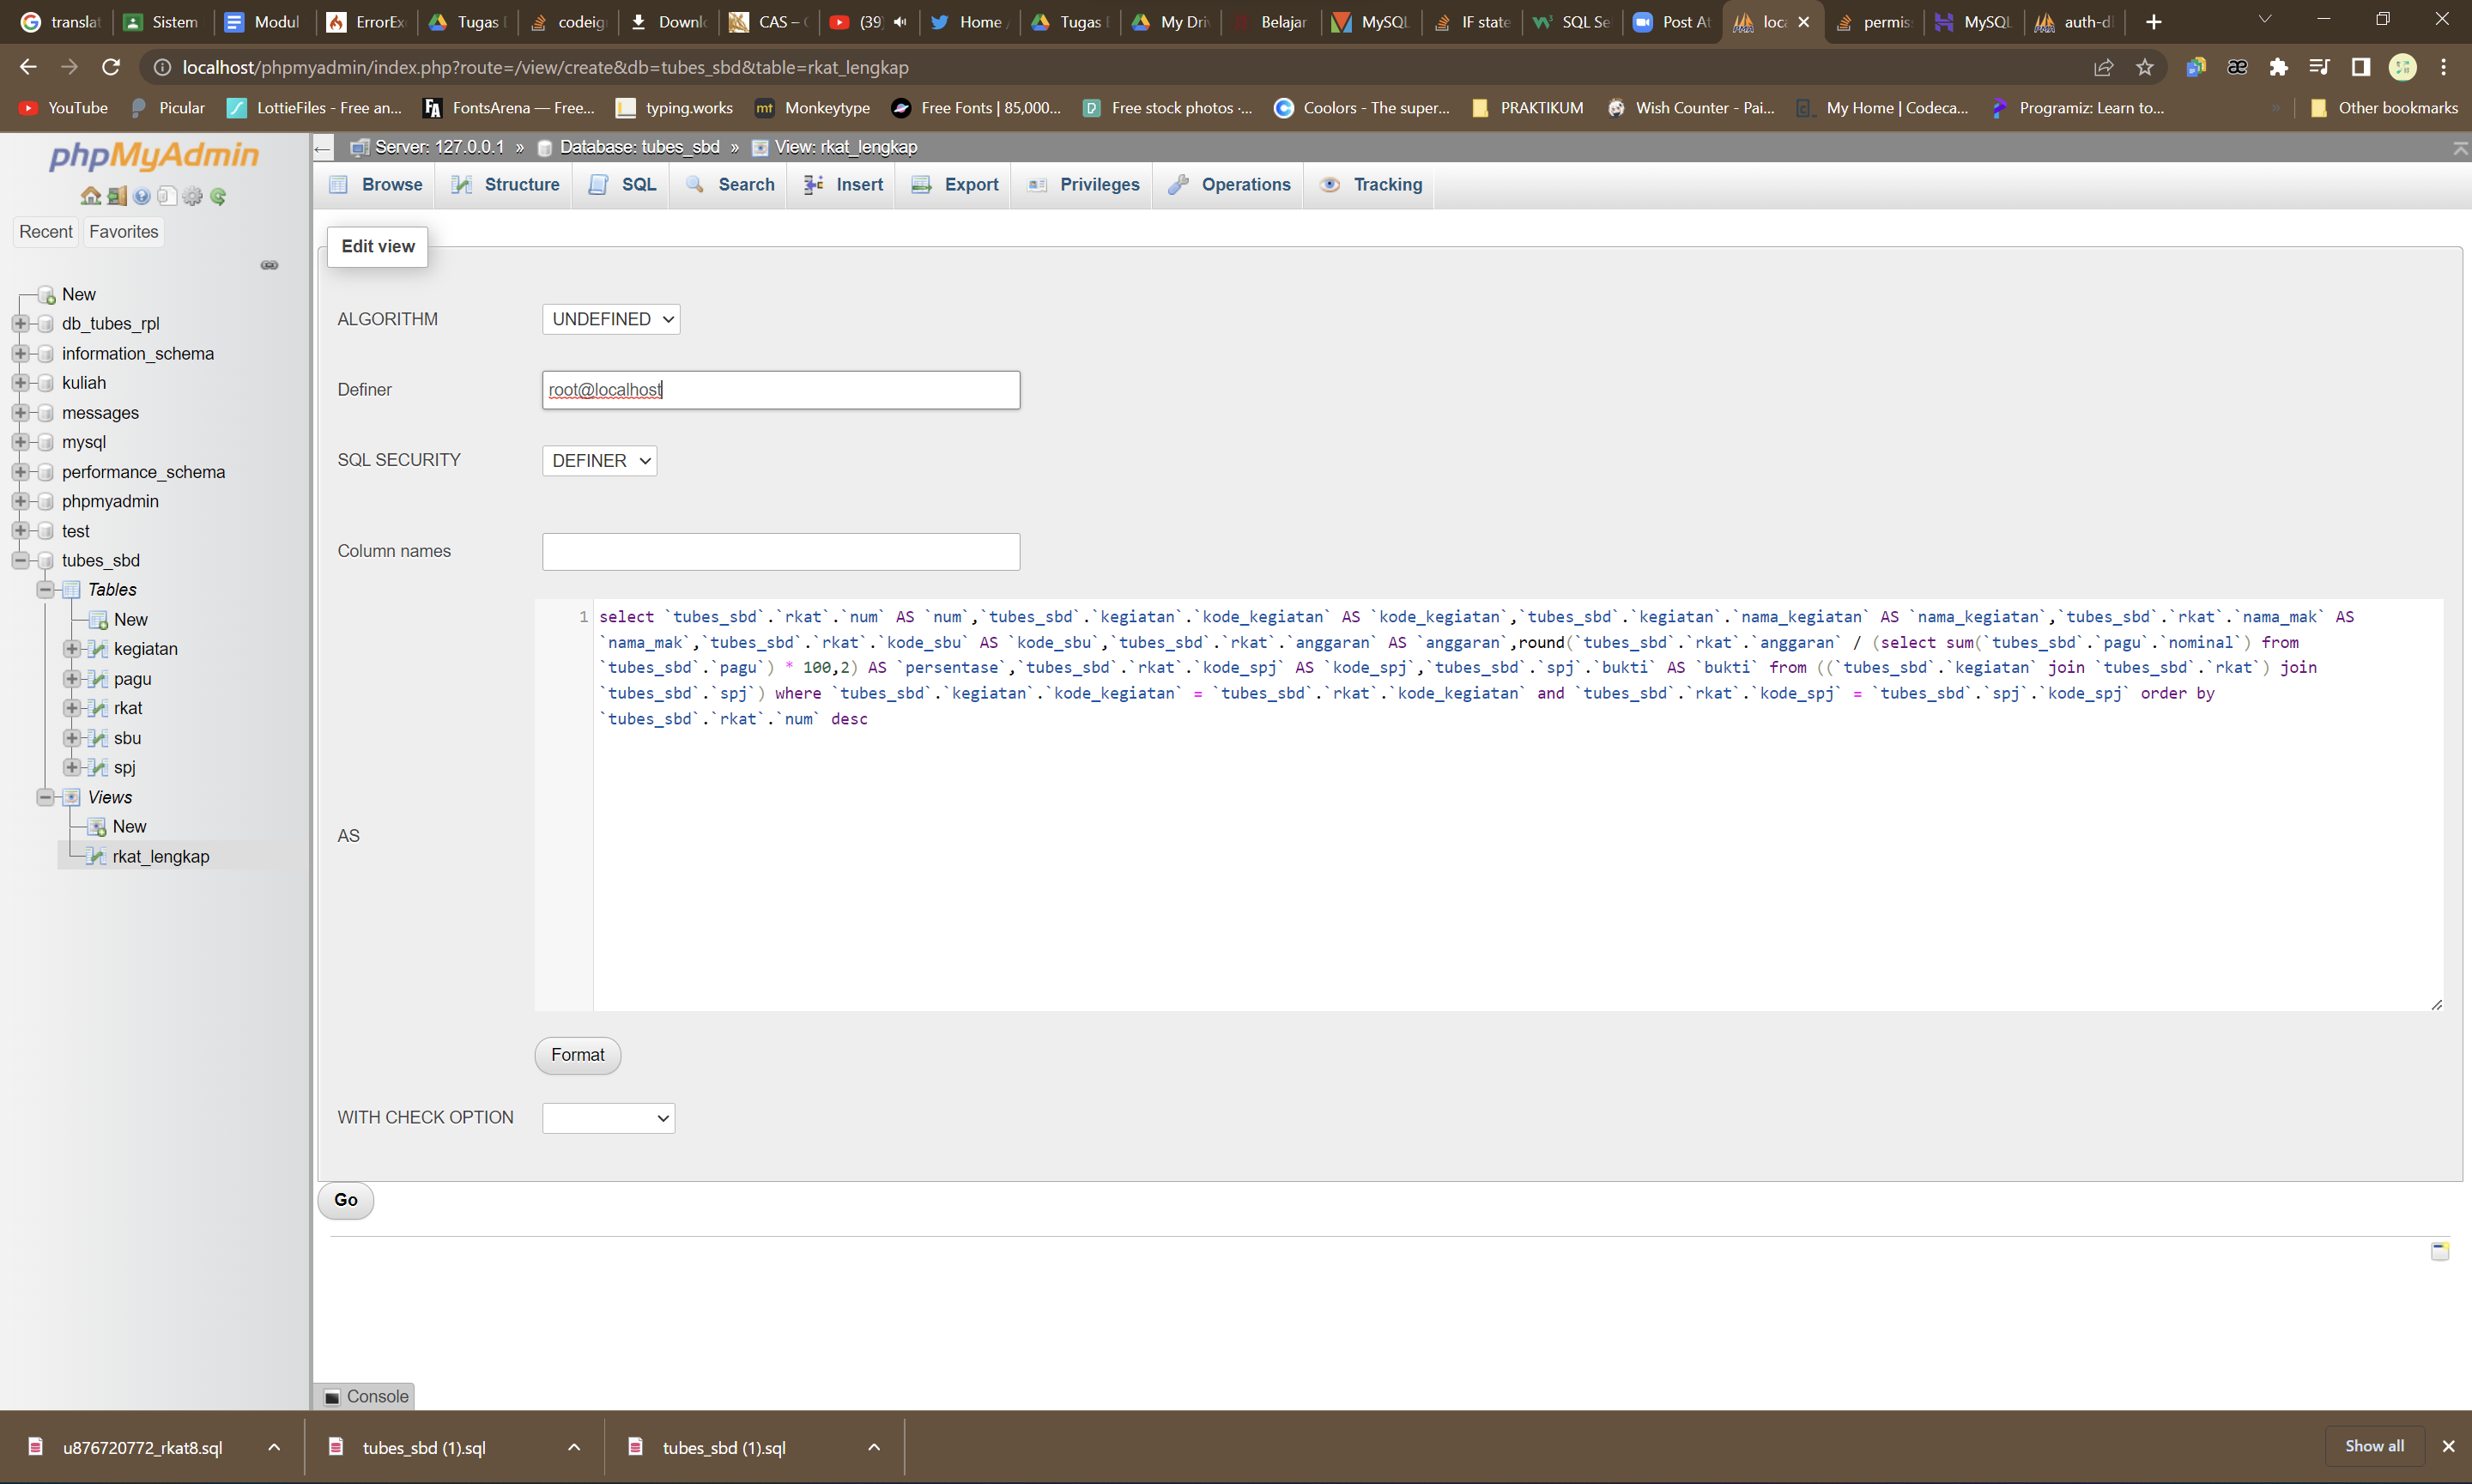 translat
Sistem
Modul
ErrorEx
Tugas
codeig
Downl
CAS –
(39)
Home
Tugas
My Driv
Belajar
MySQL
IF state
SQL Se
Post At
loca
permis
MySQL
auth-d
localhost/phpmyadmin/index.php?route=/view/create&db=tubes_sbd&table=rkat_lengkap
YouTube
Picular
LottieFiles - Free an...
FontsArena — Free...
typing.works
Monkeytype
Free Fonts | 85,000...
Free stock photos ·...
Coolors - The super...
PRAKTIKUM
Wish Counter - Pai...
My Home | Codeca...
Programiz: Learn to...
Other bookmarks
phpMyAdmin
Recent
Favorites
New
db_tubes_rpl
information_schema
kuliah
messages
mysql
performance_schema
phpmyadmin
test
tubes_sbd
Tables
New
kegiatan
pagu
rkat
sbu
spj
Views
New
rkat_lengkap
Server: 127.0.0.1 » Database: tubes_sbd » View: rkat_lengkap
Browse
Structure
SQL
Search
Insert
Export
Privileges
Operations
Tracking
Edit view
ALGORITHM
UNDEFINED
Definer
root@localhost
SQL SECURITY
DEFINER
Column names
AS
1
select `tubes_sbd`.`rkat`.`num` AS `num`,`tubes_sbd`.`kegiatan`.`kode_kegiatan` AS `kode_kegiatan`,`tubes_sbd`.`kegiatan`.`nama_kegiatan` AS `nama_kegiatan`,`tubes_sbd`.`rkat`.`nama_mak` AS
`nama_mak`,`tubes_sbd`.`rkat`.`kode_sbu` AS `kode_sbu`,`tubes_sbd`.`rkat`.`anggaran` AS `anggaran`,round(`tubes_sbd`.`rkat`.`anggaran` / (select sum(`tubes_sbd`.`pagu`.`nominal`) from
`tubes_sbd`.`pagu`) * 100,2) AS `persentase`,`tubes_sbd`.`rkat`.`kode_spj` AS `kode_spj`,`tubes_sbd`.`spj`.`bukti` AS `bukti` from ((`tubes_sbd`.`kegiatan` join `tubes_sbd`.`rkat`) join
`tubes_sbd`.`spj`) where `tubes_sbd`.`kegiatan`.`kode_kegiatan` = `tubes_sbd`.`rkat`.`kode_kegiatan` and `tubes_sbd`.`rkat`.`kode_spj` = `tubes_sbd`.`spj`.`kode_spj` order by
`tubes_sbd`.`rkat`.`num` desc
Format
WITH CHECK OPTION
Go
Console
u876720772_rkat8.sql
tubes_sbd (1).sql
tubes_sbd (1).sql
Show all